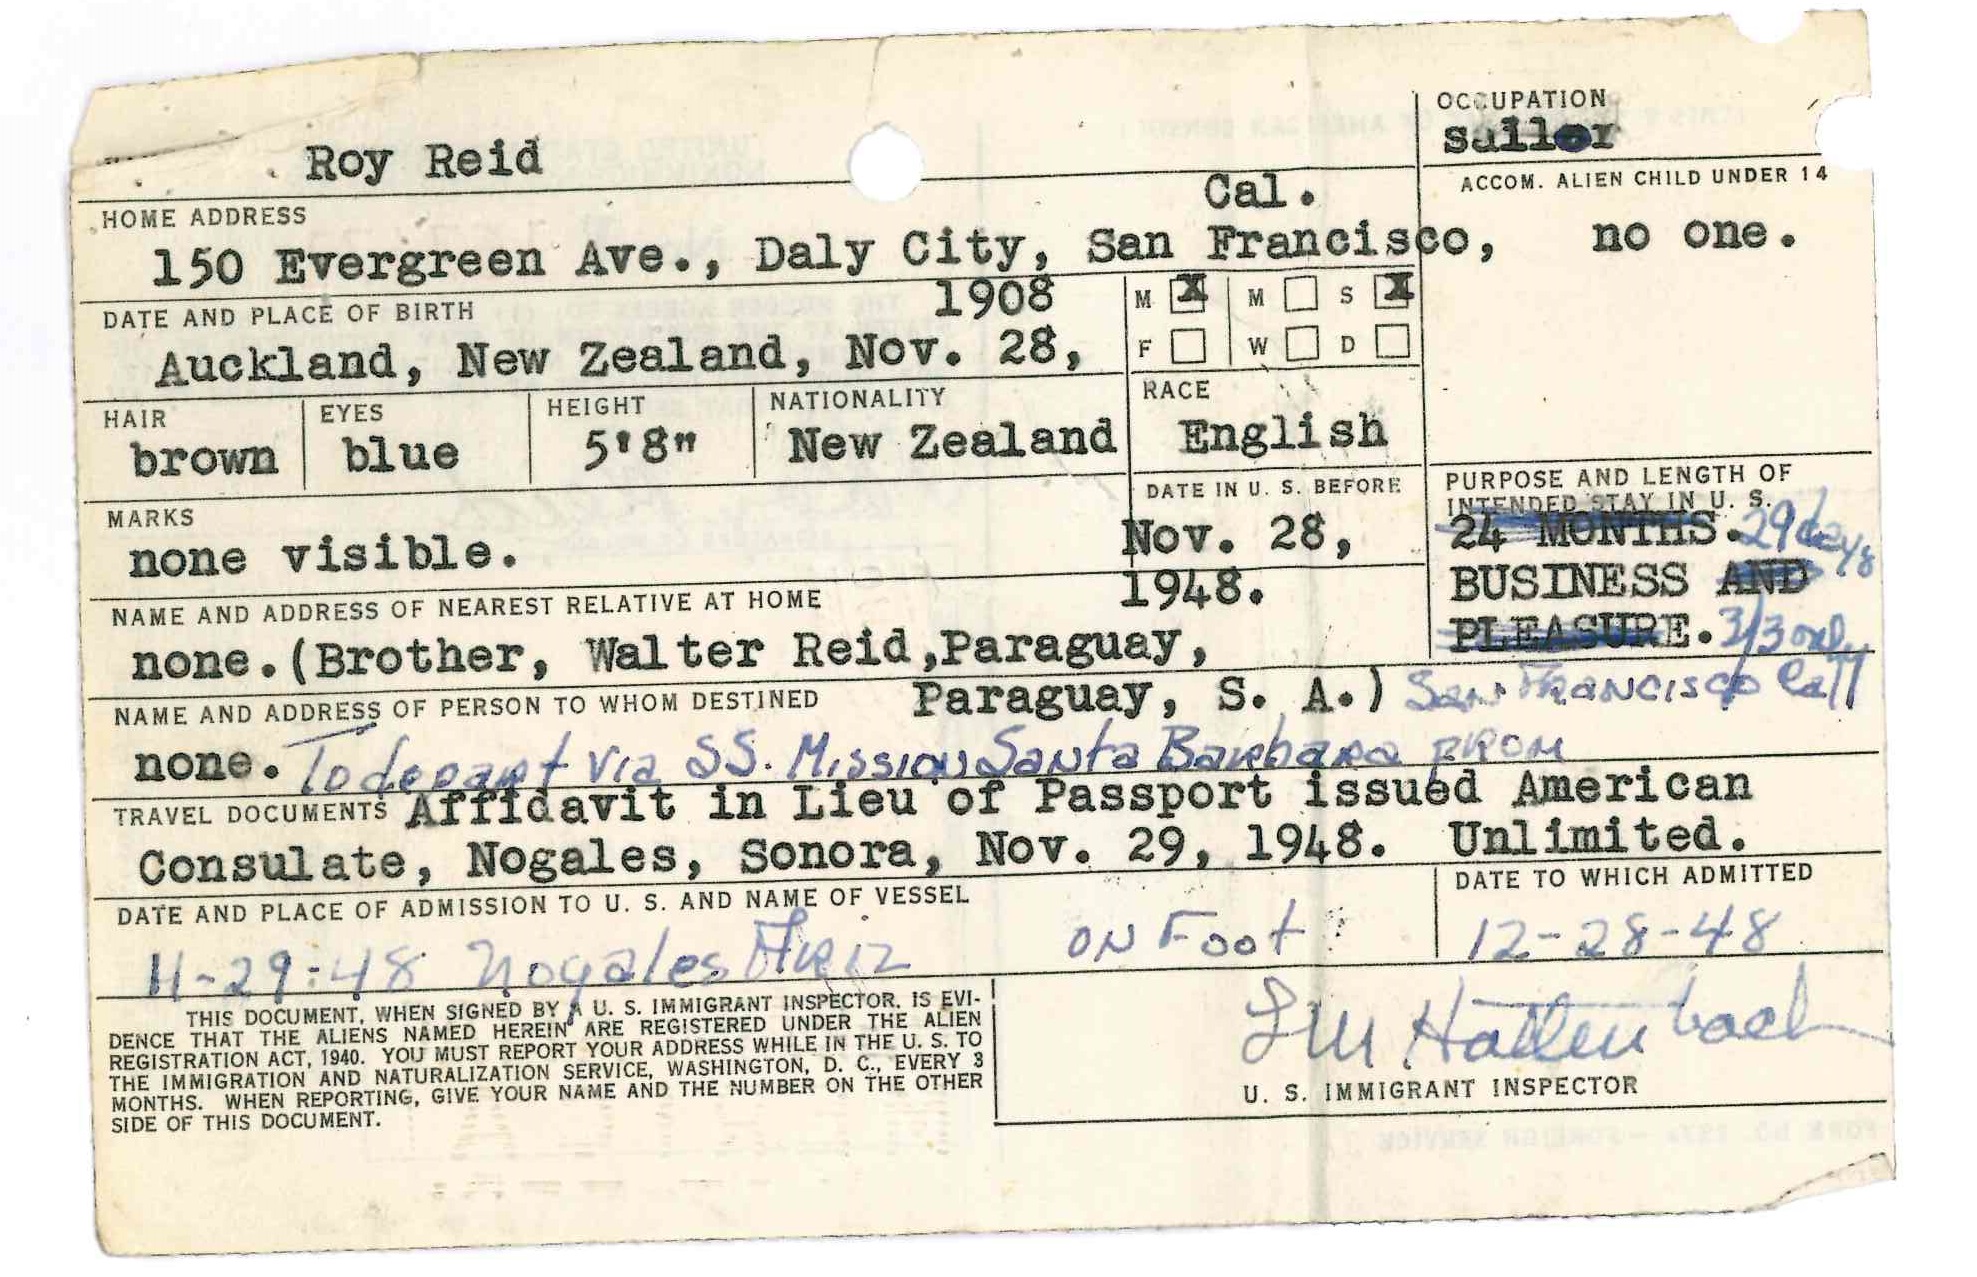 OCCUPATION
sailor
Roy Reid
ACCOM. ALIEN CHILD UNDER 14
no one.
HOME ADDRESS
Cal.
150 Evergreen Ave., Daly City, San Francisco,
DATE AND PLACE OF BIRTH
1908
Auckland, New Zealand, Nov. 28,
M X M S X
F W D
HAIR
brown
EYES
blue
HEIGHT
5'8"
NATIONALITY
New Zealand
RACE
English
MARKS
none visible.
DATE IN U. S. BEFORE
Nov. 28,
1948.
PURPOSE AND LENGTH OF
INTENDED STAY IN U. S.
24 MONTHS. 29 days
BUSINESS AND
PLEASURE. 3/3 only
NAME AND ADDRESS OF NEAREST RELATIVE AT HOME
none.(Brother, Walter Reid,Paraguay,
Paraguay, S. A.)
NAME AND ADDRESS OF PERSON TO WHOM DESTINED
none. To depart via SS. Mission Santa Barbara FROM
San Francisco Calf
TRAVEL DOCUMENTS Affidavit in Lieu of Passport issued American
Consulate, Nogales, Sonora, Nov. 29, 1948. Unlimited.
DATE AND PLACE OF ADMISSION TO U. S. AND NAME OF VESSEL
11-29-48 Nogales Ariz ON FOOT
DATE TO WHICH ADMITTED
12-28-48
THIS DOCUMENT, WHEN SIGNED BY A U. S. IMMIGRANT INSPECTOR, IS EVI-
DENCE THAT THE ALIENS NAMED HEREIN ARE REGISTERED UNDER THE ALIEN
REGISTRATION ACT, 1940. YOU MUST REPORT YOUR ADDRESS WHILE IN THE U. S. TO
THE IMMIGRATION AND NATURALIZATION SERVICE, WASHINGTON, D. C., EVERY 3
MONTHS. WHEN REPORTING, GIVE YOUR NAME AND THE NUMBER ON THE OTHER
SIDE OF THIS DOCUMENT.
U. S. IMMIGRANT INSPECTOR